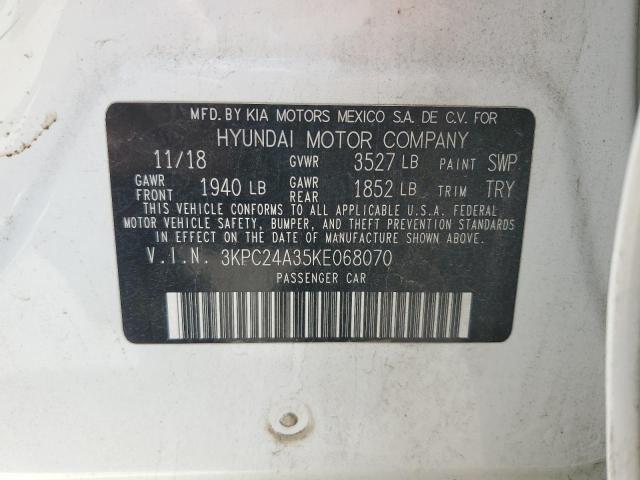 MFD. BY KIA MOTORS MEXICO S.A. DE C.V. FOR
HYUNDAI MOTOR COMPANY
11/18 GVWR 3527 LB PAINT SWP
GAWR FRONT 1940 LB GAWR REAR 1852 LB TRIM TRY
THIS VEHICLE CONFORMS TO ALL APPLICABLE U.S.A. FEDERAL
MOTOR VEHICLE SAFETY, BUMPER, AND THEFT PREVENTION STANDARDS
IN EFFECT ON THE DATE OF MANUFACTURE SHOWN ABOVE.
V.I.N. 3KPC24A35KE068070
PASSENGER CAR